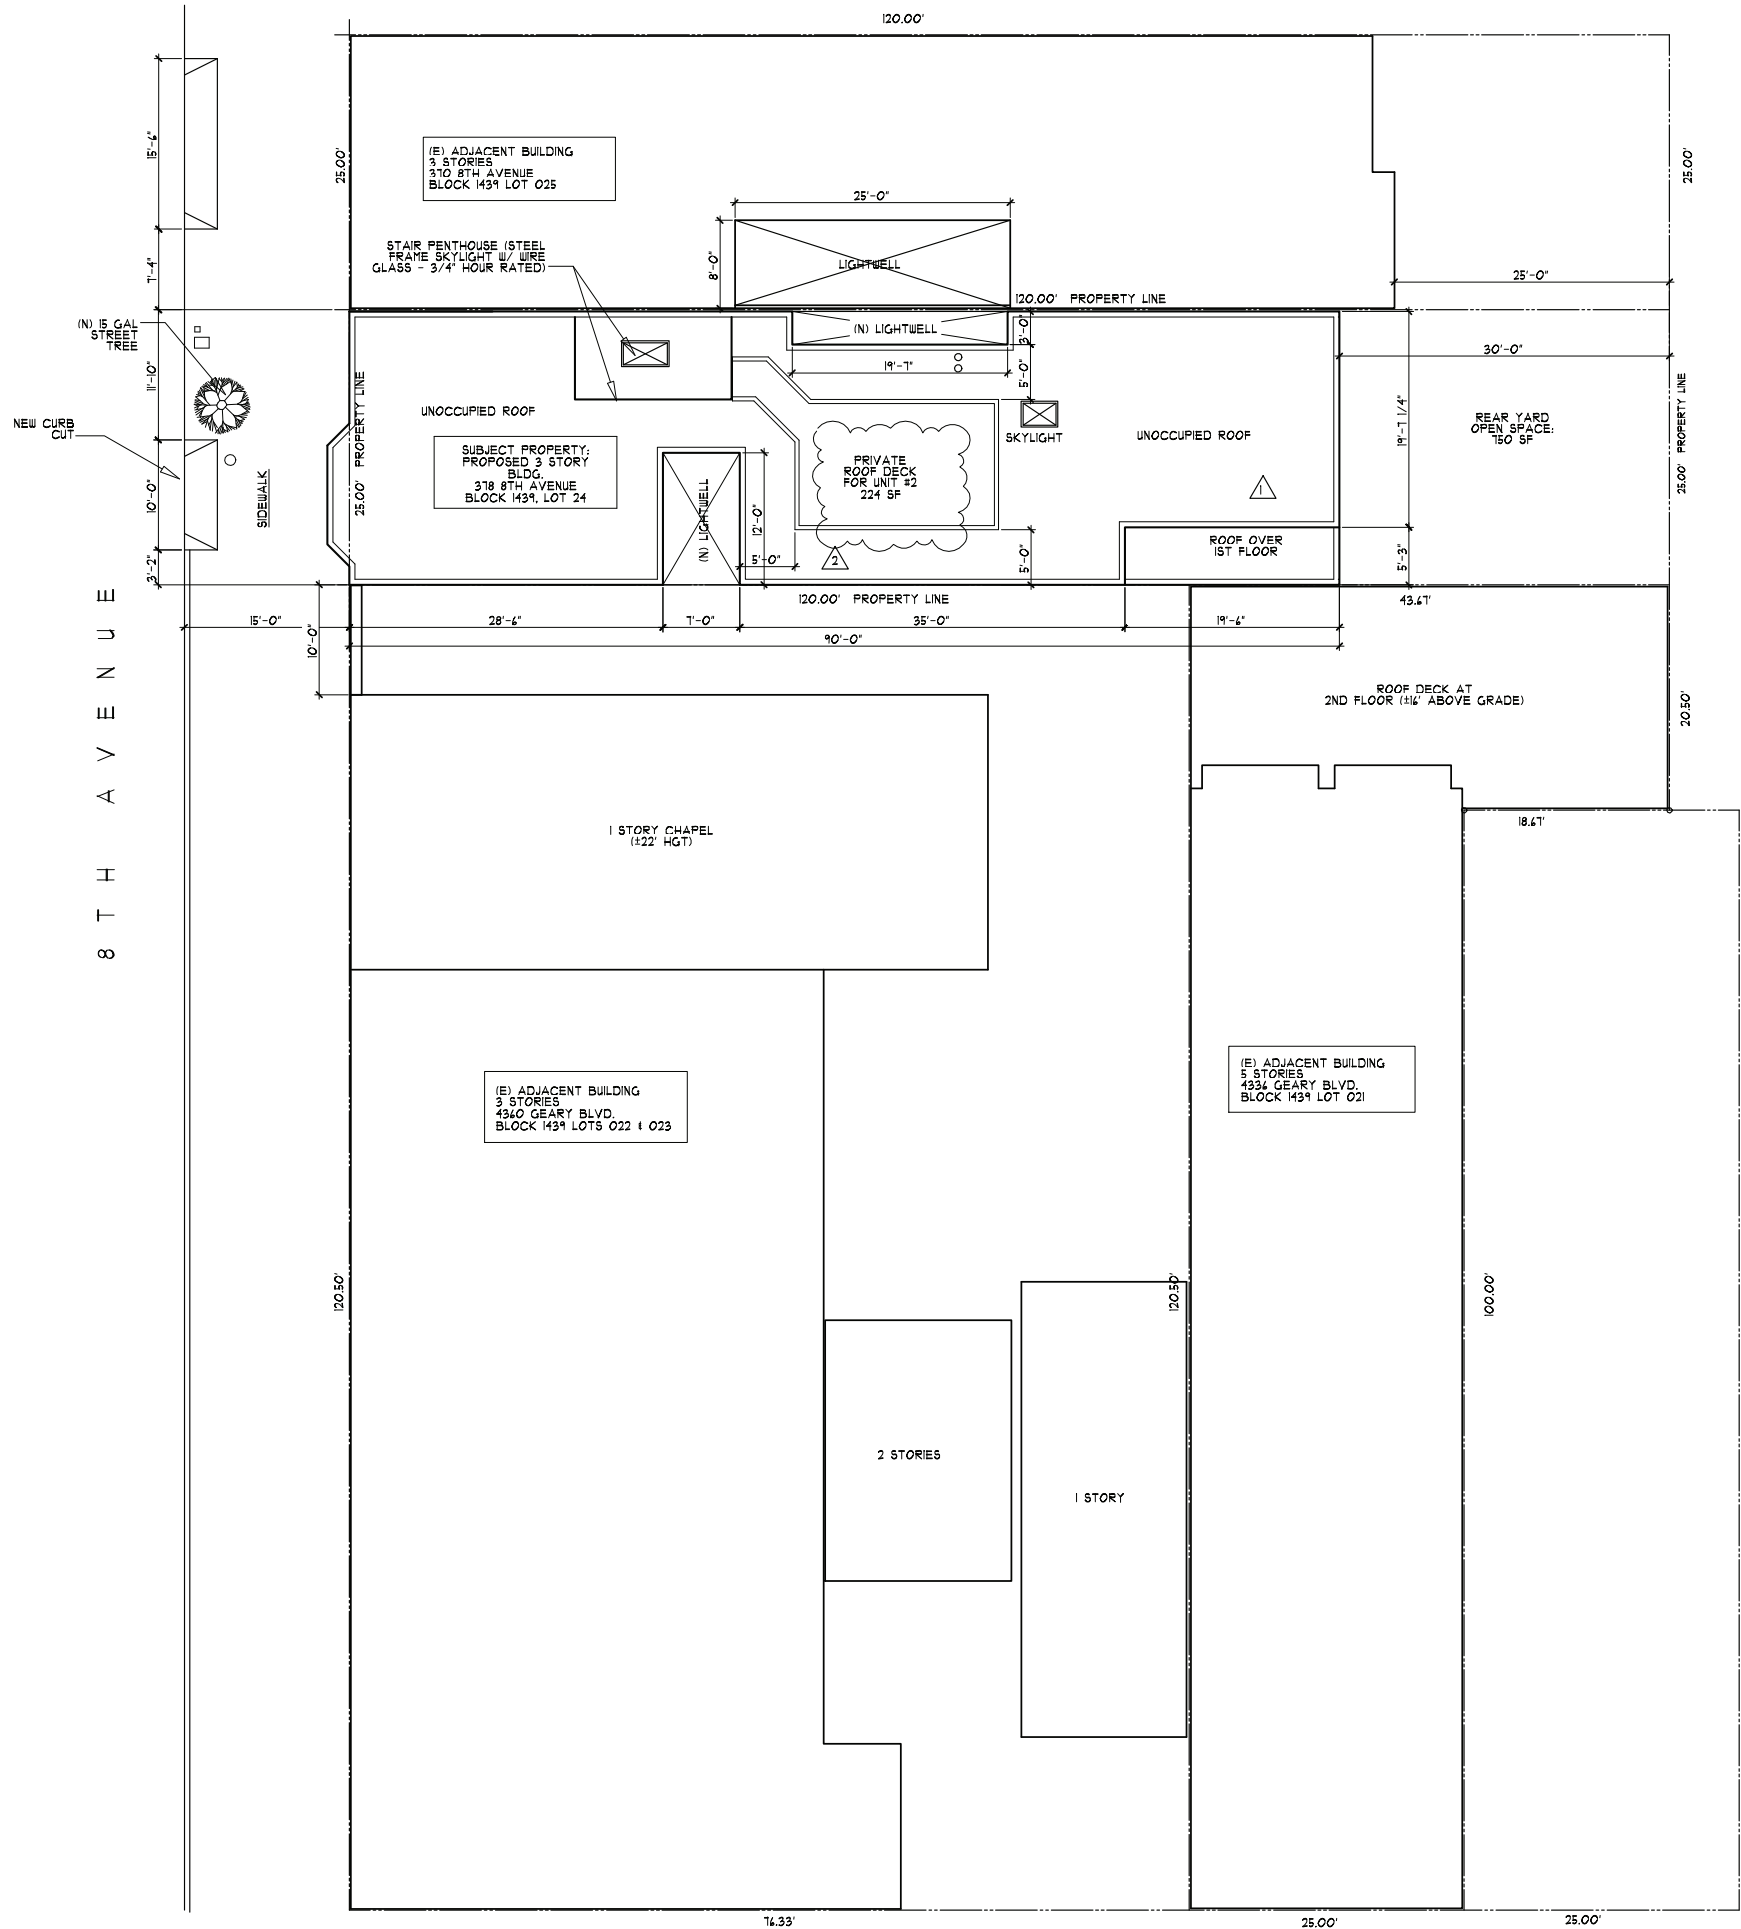 120.00'
15'-6"
25.00'
(E) ADJACENT BUILDING
3 STORIES
370 8TH AVENUE
BLOCK 1439 LOT 025
25.00'
25'-0"
STAIR PENTHOUSE (STEEL
FRAME SKYLIGHT W/ WIRE
GLASS - 3/4" HOUR RATED)
8'-0"
LIGHTWELL
7'-4"
25'-0"
120.00' PROPERTY LINE
(N) 15 GAL
STREET
TREE
(N) LIGHTWELL
3'-0"
30'-0"
19'-7"
5'-0"
11'-10"
25.00' PROPERTY LINE
UNOCCUPIED ROOF
NEW CURB
CUT
SUBJECT PROPERTY:
PROPOSED 3 STORY
BLDG.
378 8TH AVENUE
BLOCK 1439, LOT 24
SKYLIGHT
UNOCCUPIED ROOF
19'-7 1/4"
REAR YARD
OPEN SPACE:
750 SF
25.00' PROPERTY LINE
PRIVATE
ROOF DECK
FOR UNIT #2
224 SF
1
10'-0"
SIDEWALK
(N) LIGHTWELL
12'-0"
5'-0"
2
5'-0"
ROOF OVER
1ST FLOOR
5'-3"
3'-2"
120.00' PROPERTY LINE
43.67'
15'-0"
10'-0"
28'-6"
7'-0"
35'-0"
19'-6"
90'-0"
8TH AVENUE
ROOF DECK AT
2ND FLOOR (±16' ABOVE GRADE)
20.50'
1 STORY CHAPEL
(±22' HGT)
18.67'
(E) ADJACENT BUILDING
3 STORIES
4360 GEARY BLVD.
BLOCK 1439 LOTS 022 & 023
(E) ADJACENT BUILDING
5 STORIES
4336 GEARY BLVD.
BLOCK 1439 LOT 021
120.50'
120.50'
100.00'
2 STORIES
1 STORY
76.33'
25.00'
25.00'